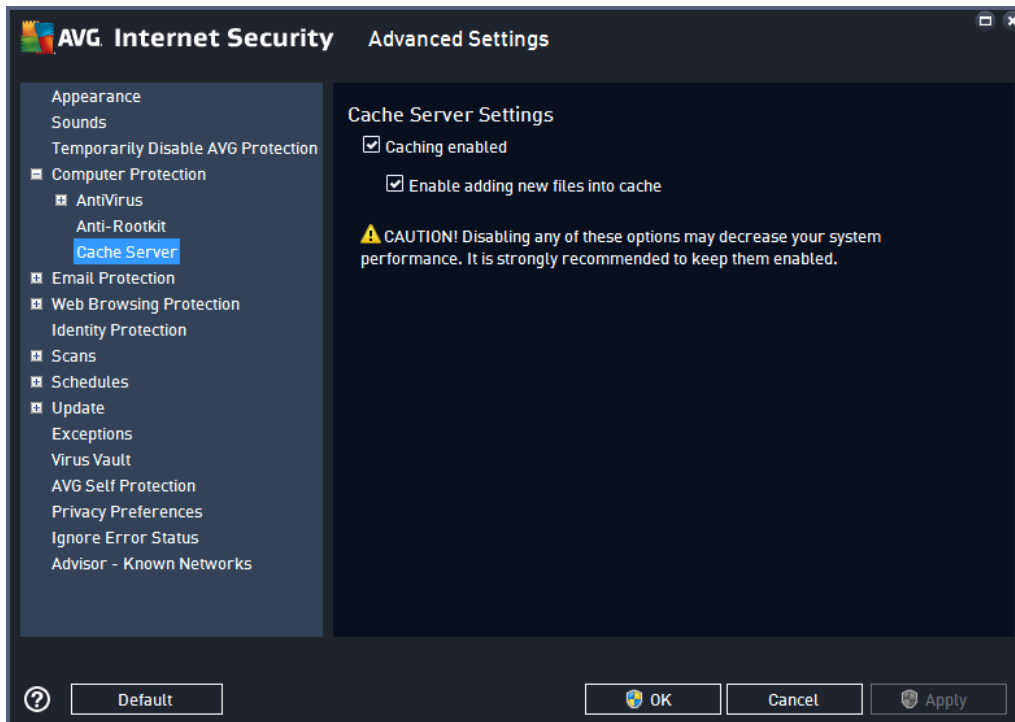 AVG. Internet Security Advanced Settings
Appearance
Sounds
Temporarily Disable AVG Protection
Computer Protection
AntiVirus
Anti-Rootkit
Cache Server
Email Protection
Web Browsing Protection
Identity Protection
Scans
Schedules
Update
Exceptions
Virus Vault
AVG Self Protection
Privacy Preferences
Ignore Error Status
Advisor - Known Networks
Cache Server Settings
Caching enabled
Enable adding new files into cache
CAUTION! Disabling any of these options may decrease your system
performance. It is strongly recommended to keep them enabled.
? Default OK Cancel Apply